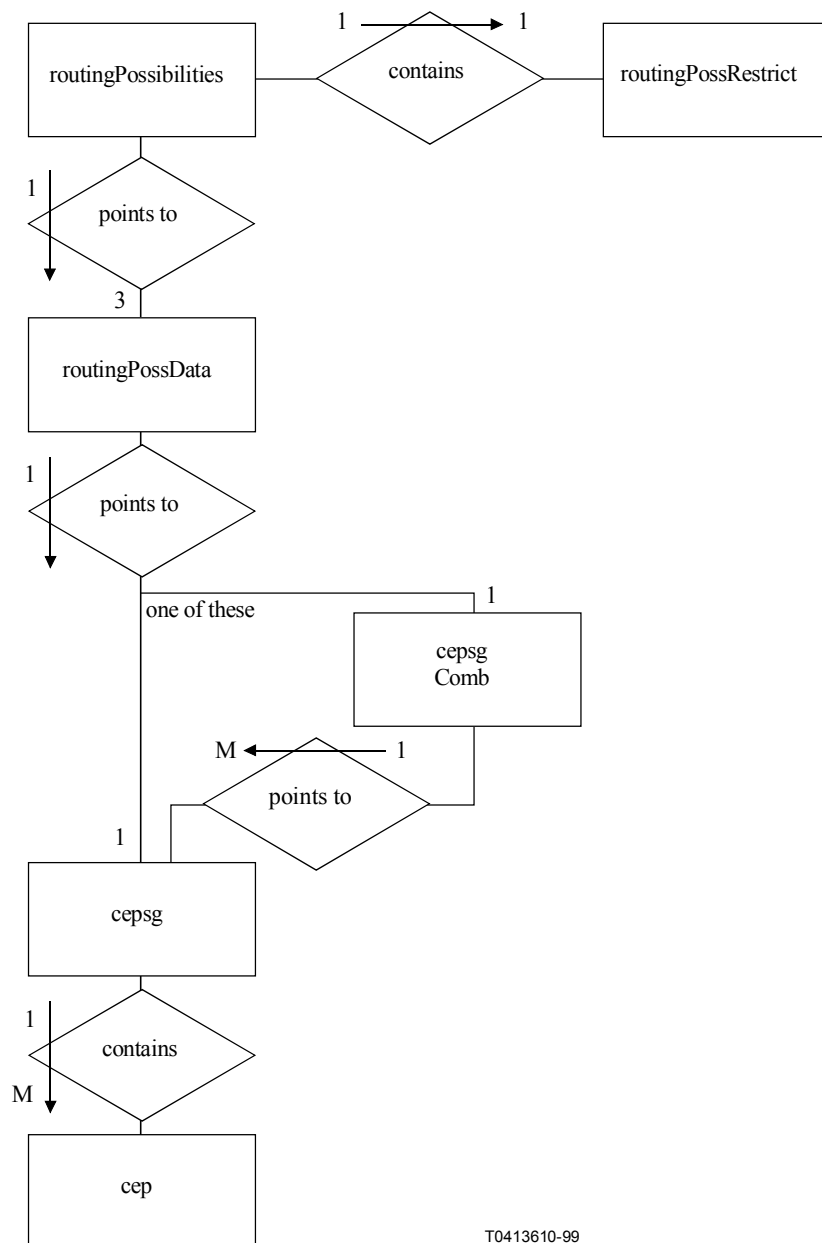 1 1
routingPossibilities contains routingPossRestrict
1
points to
3
routingPossData
1
points to
one of these 1
cepsg
Comb
M 1
points to
1
cepsg
1
contains
M
cep
T0413610-99